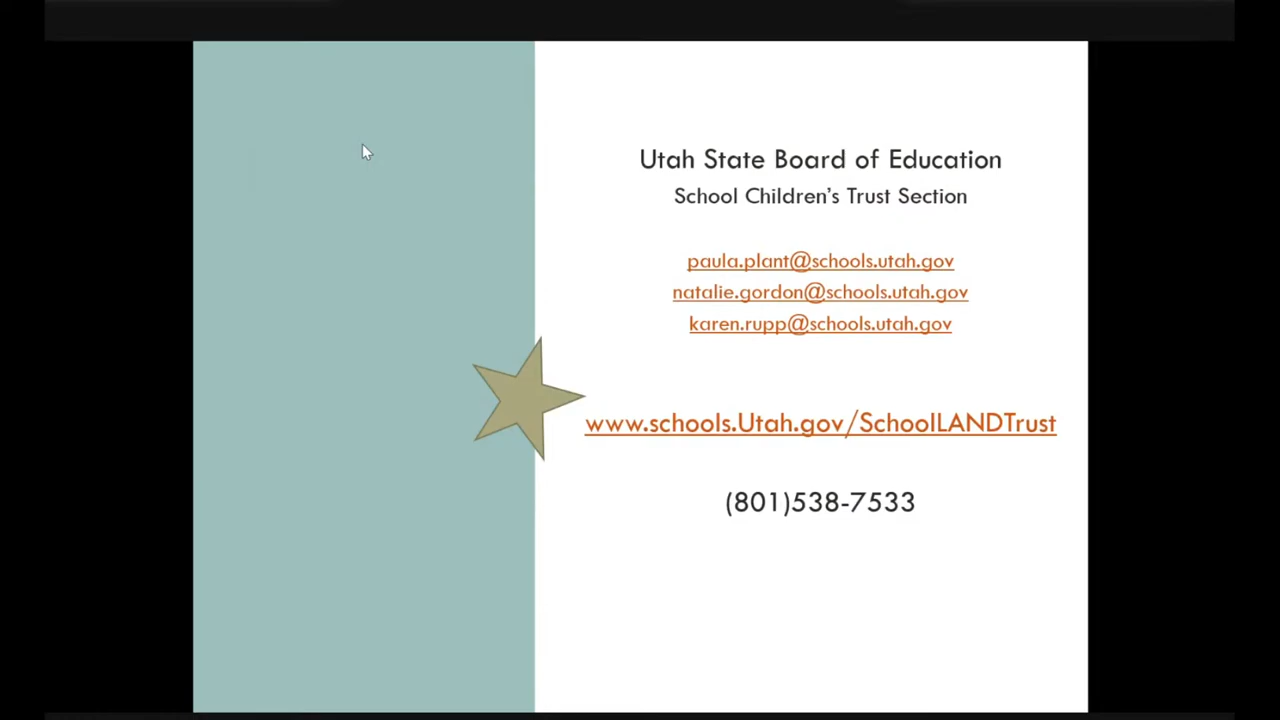 Utah State Board of Education
School Children's Trust Section
paula.plant@schools.utah.gov
natalie.gordon@schools.utah.gov
karen.rupp@schools.utah.gov
www.schools.Utah.gov/SchoolLANDTrust
(801)538-7533